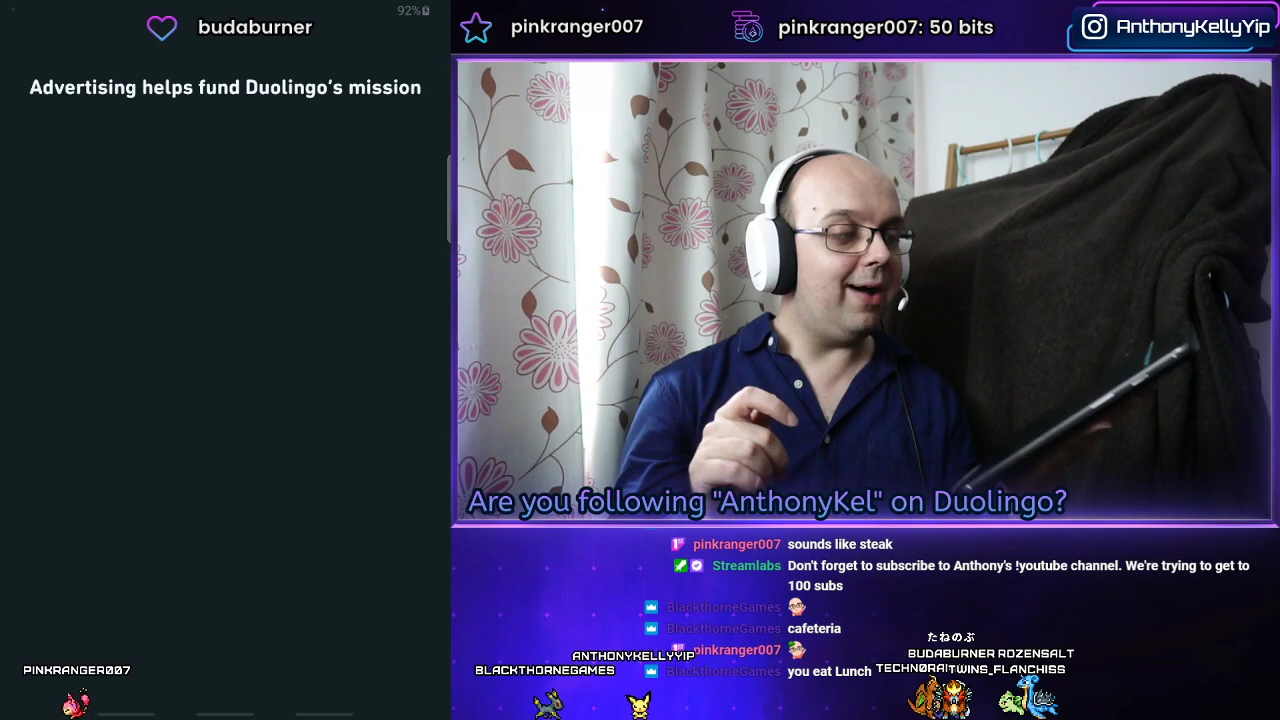 92%
budaburner
pinkranger007
pinkranger007: 50 bits
AnthonyKellyYip
Advertising helps fund Duolingo's mission
Are you following "AnthonyKel" on Duolingo?
pinkranger007 sounds like steak
Streamlabs Don't forget to subscribe to Anthony's !youtube channel. We're trying to get to
100 subs
BlackthorneGames
BlackthorneGames cafeteria
pinkranger007
BlackthorneGames you eat Lunch
たねのぶ
BUDABURNER ROZENSALT
ANTHONYKELLYYIP
PINKRANGER007
BLACKTHORNEGAMES
TWINS_FLANCHISS